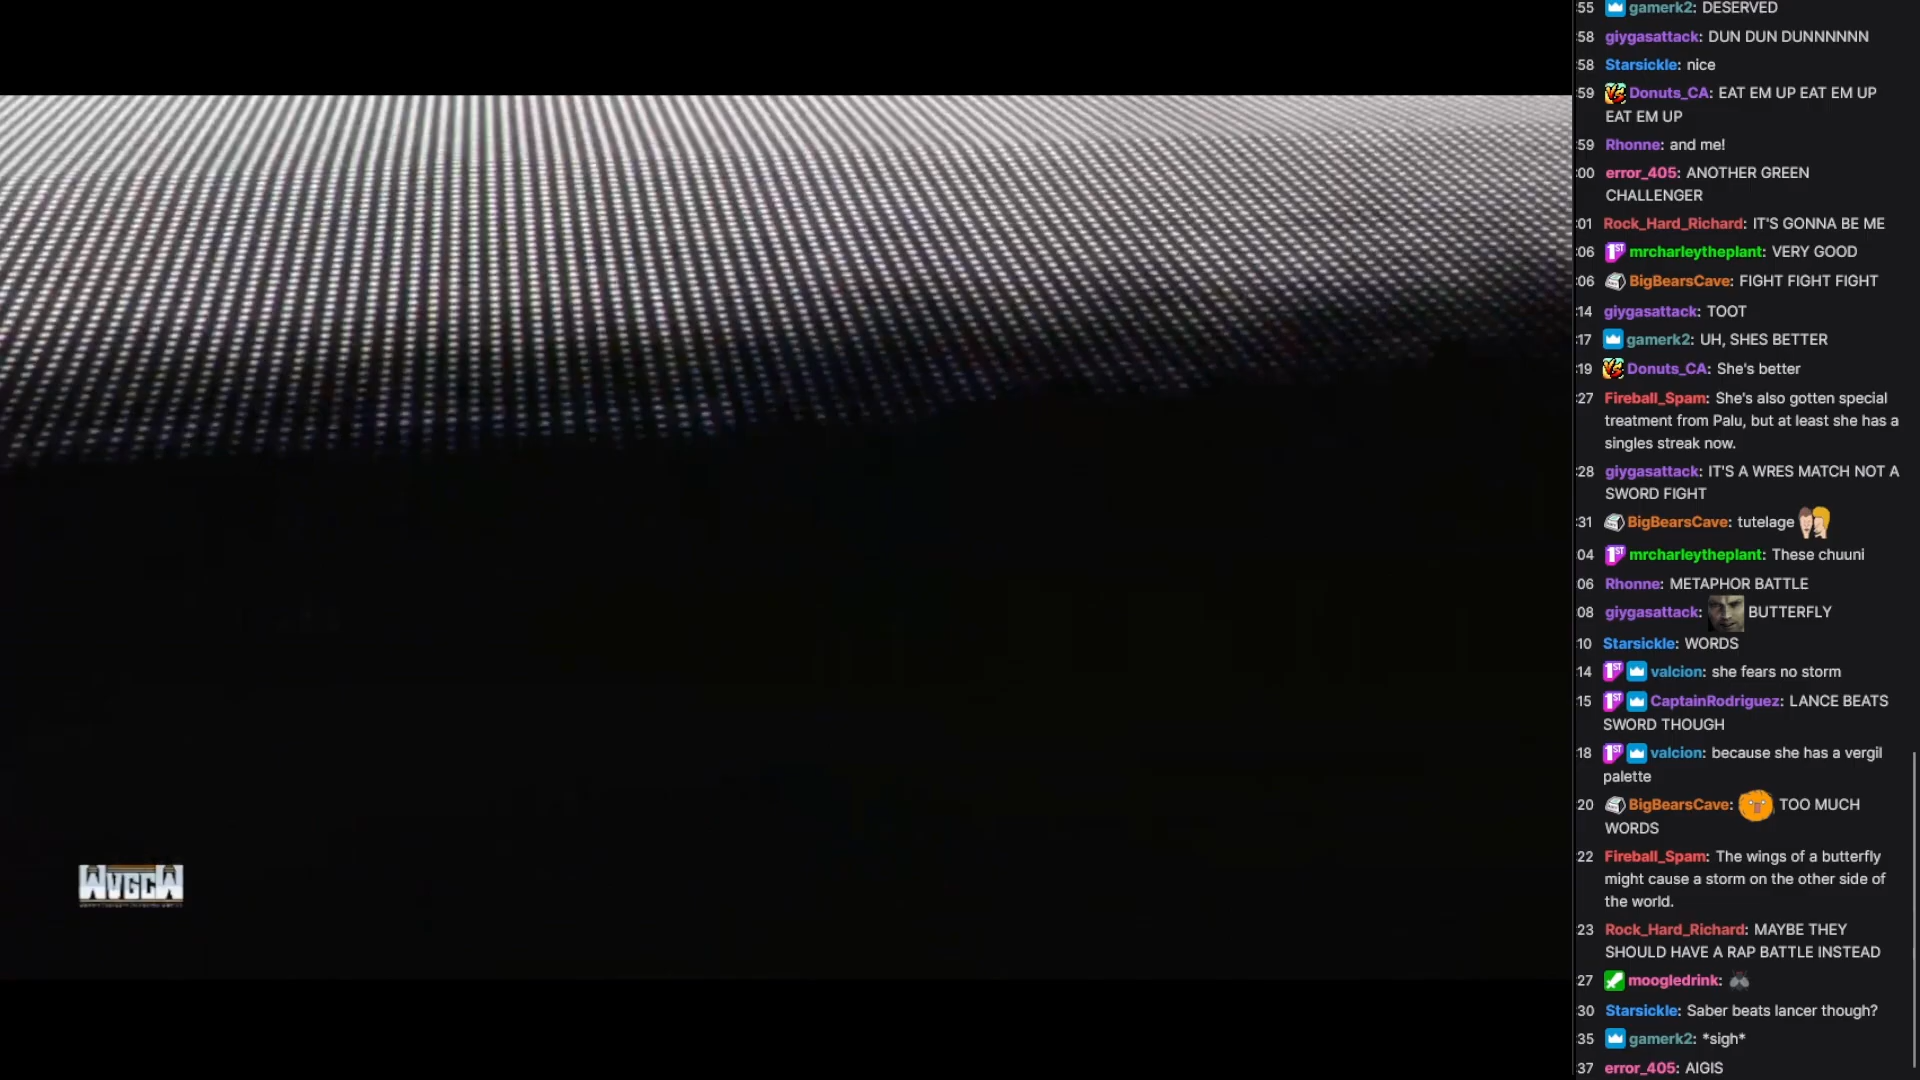 :55 gamerk2: DESERVED
:58 giygasattack: DUN DUN DUNNNNNN
:58 Starsickle: nice
:59 Donuts_CA: EAT EM UP EAT EM UP
EAT EM UP
:59 Rhonne: and me!
:00 error_405: ANOTHER GREEN
CHALLENGER
:01 Rock_Hard_Richard: IT'S GONNA BE ME
:06 1ST mrcharleytheplant: VERY GOOD
:06 BigBearsCave: FIGHT FIGHT FIGHT
:14 giygasattack: TOOT
:17 gamerk2: UH, SHES BETTER
:19 Donuts_CA: She's better
:27 Fireball_Spam: She's also gotten special
treatment from Palu, but at least she has a
singles streak now.
:28 giygasattack: IT'S A WRES MATCH NOT A
SWORD FIGHT
:31 BigBearsCave: tutelage
:04 1ST mrcharleytheplant: These chuuni
:06 Rhonne: METAPHOR BATTLE
:08 giygasattack: BUTTERFLY
:10 Starsickle: WORDS
:14 1ST valcion: she fears no storm
:15 1ST CaptainRodriguez: LANCE BEATS
SWORD THOUGH
:18 1ST valcion: because she has a vergil
palette
:20 BigBearsCave: TOO MUCH
WORDS
:22 Fireball_Spam: The wings of a butterfly
might cause a storm on the other side of
the world.
:23 Rock_Hard_Richard: MAYBE THEY
SHOULD HAVE A RAP BATTLE INSTEAD
:27 moogledrink:
:30 Starsickle: Saber beats lancer though?
:35 gamerk2: *sigh*
:37 error_405: AIGIS
WVGCW